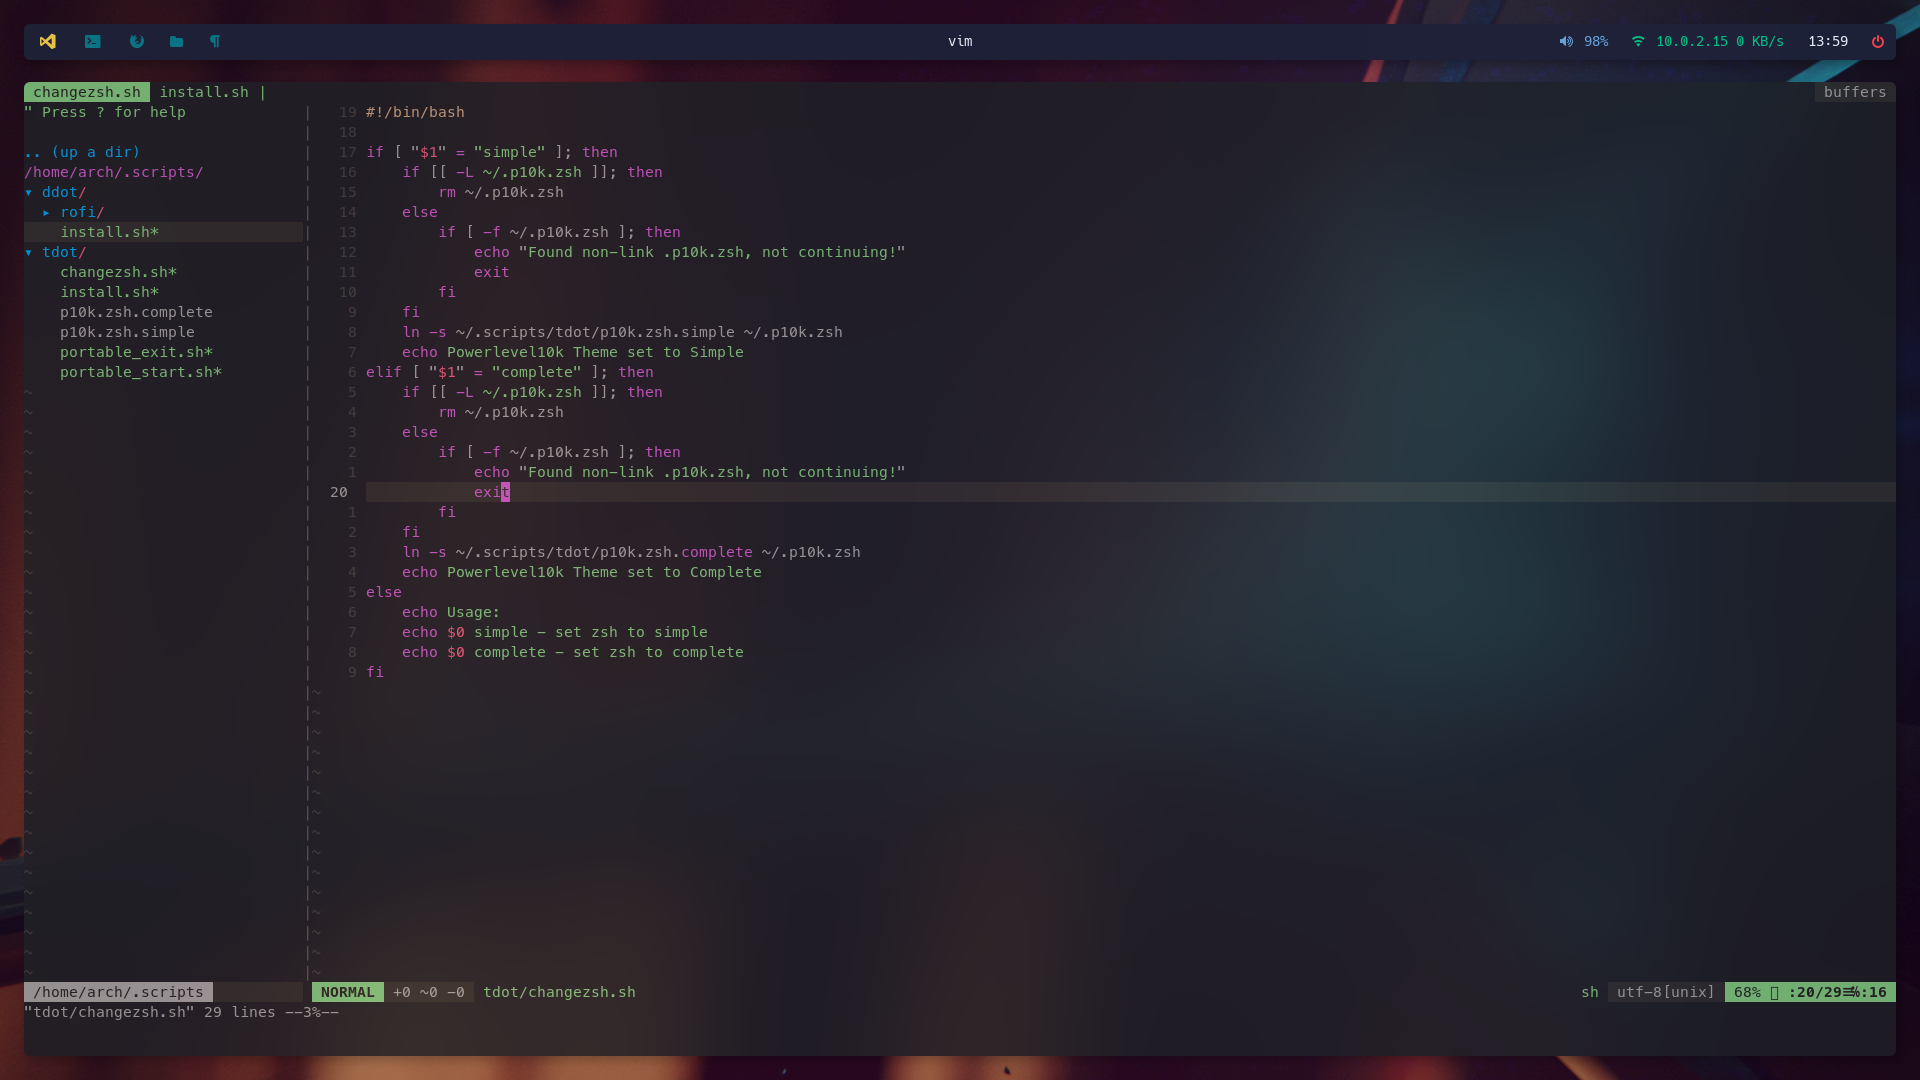 vim
98%
10.0.2.15 0 KB/s
13:59
changezsh.sh install.sh |
buffers
" Press ? for help
.. (up a dir)
/home/arch/.scripts/
▾ ddot/
▸ rofi/
install.sh*
▾ tdot/
changezsh.sh*
install.sh*
p10k.zsh.complete
p10k.zsh.simple
portable_exit.sh*
portable_start.sh*
19 #!/bin/bash
18
17 if [ "$1" = "simple" ]; then
16     if [[ -L ~/.p10k.zsh ]]; then
15         rm ~/.p10k.zsh
14     else
13         if [ -f ~/.p10k.zsh ]; then
12             echo "Found non-link .p10k.zsh, not continuing!"
11             exit
10         fi
9     fi
8     ln -s ~/.scripts/tdot/p10k.zsh.simple ~/.p10k.zsh
7     echo Powerlevel10k Theme set to Simple
6 elif [ "$1" = "complete" ]; then
5     if [[ -L ~/.p10k.zsh ]]; then
4         rm ~/.p10k.zsh
3     else
2         if [ -f ~/.p10k.zsh ]; then
1             echo "Found non-link .p10k.zsh, not continuing!"
20             exit
1         fi
2     fi
3     ln -s ~/.scripts/tdot/p10k.zsh.complete ~/.p10k.zsh
4     echo Powerlevel10k Theme set to Complete
5 else
6     echo Usage:
7     echo $0 simple - set zsh to simple
8     echo $0 complete - set zsh to complete
9 fi
/home/arch/.scripts
NORMAL +0 ~0 -0 tdot/changezsh.sh
sh utf-8[unix] 68% :20/29≡%:16
"tdot/changezsh.sh" 29 lines --3%--